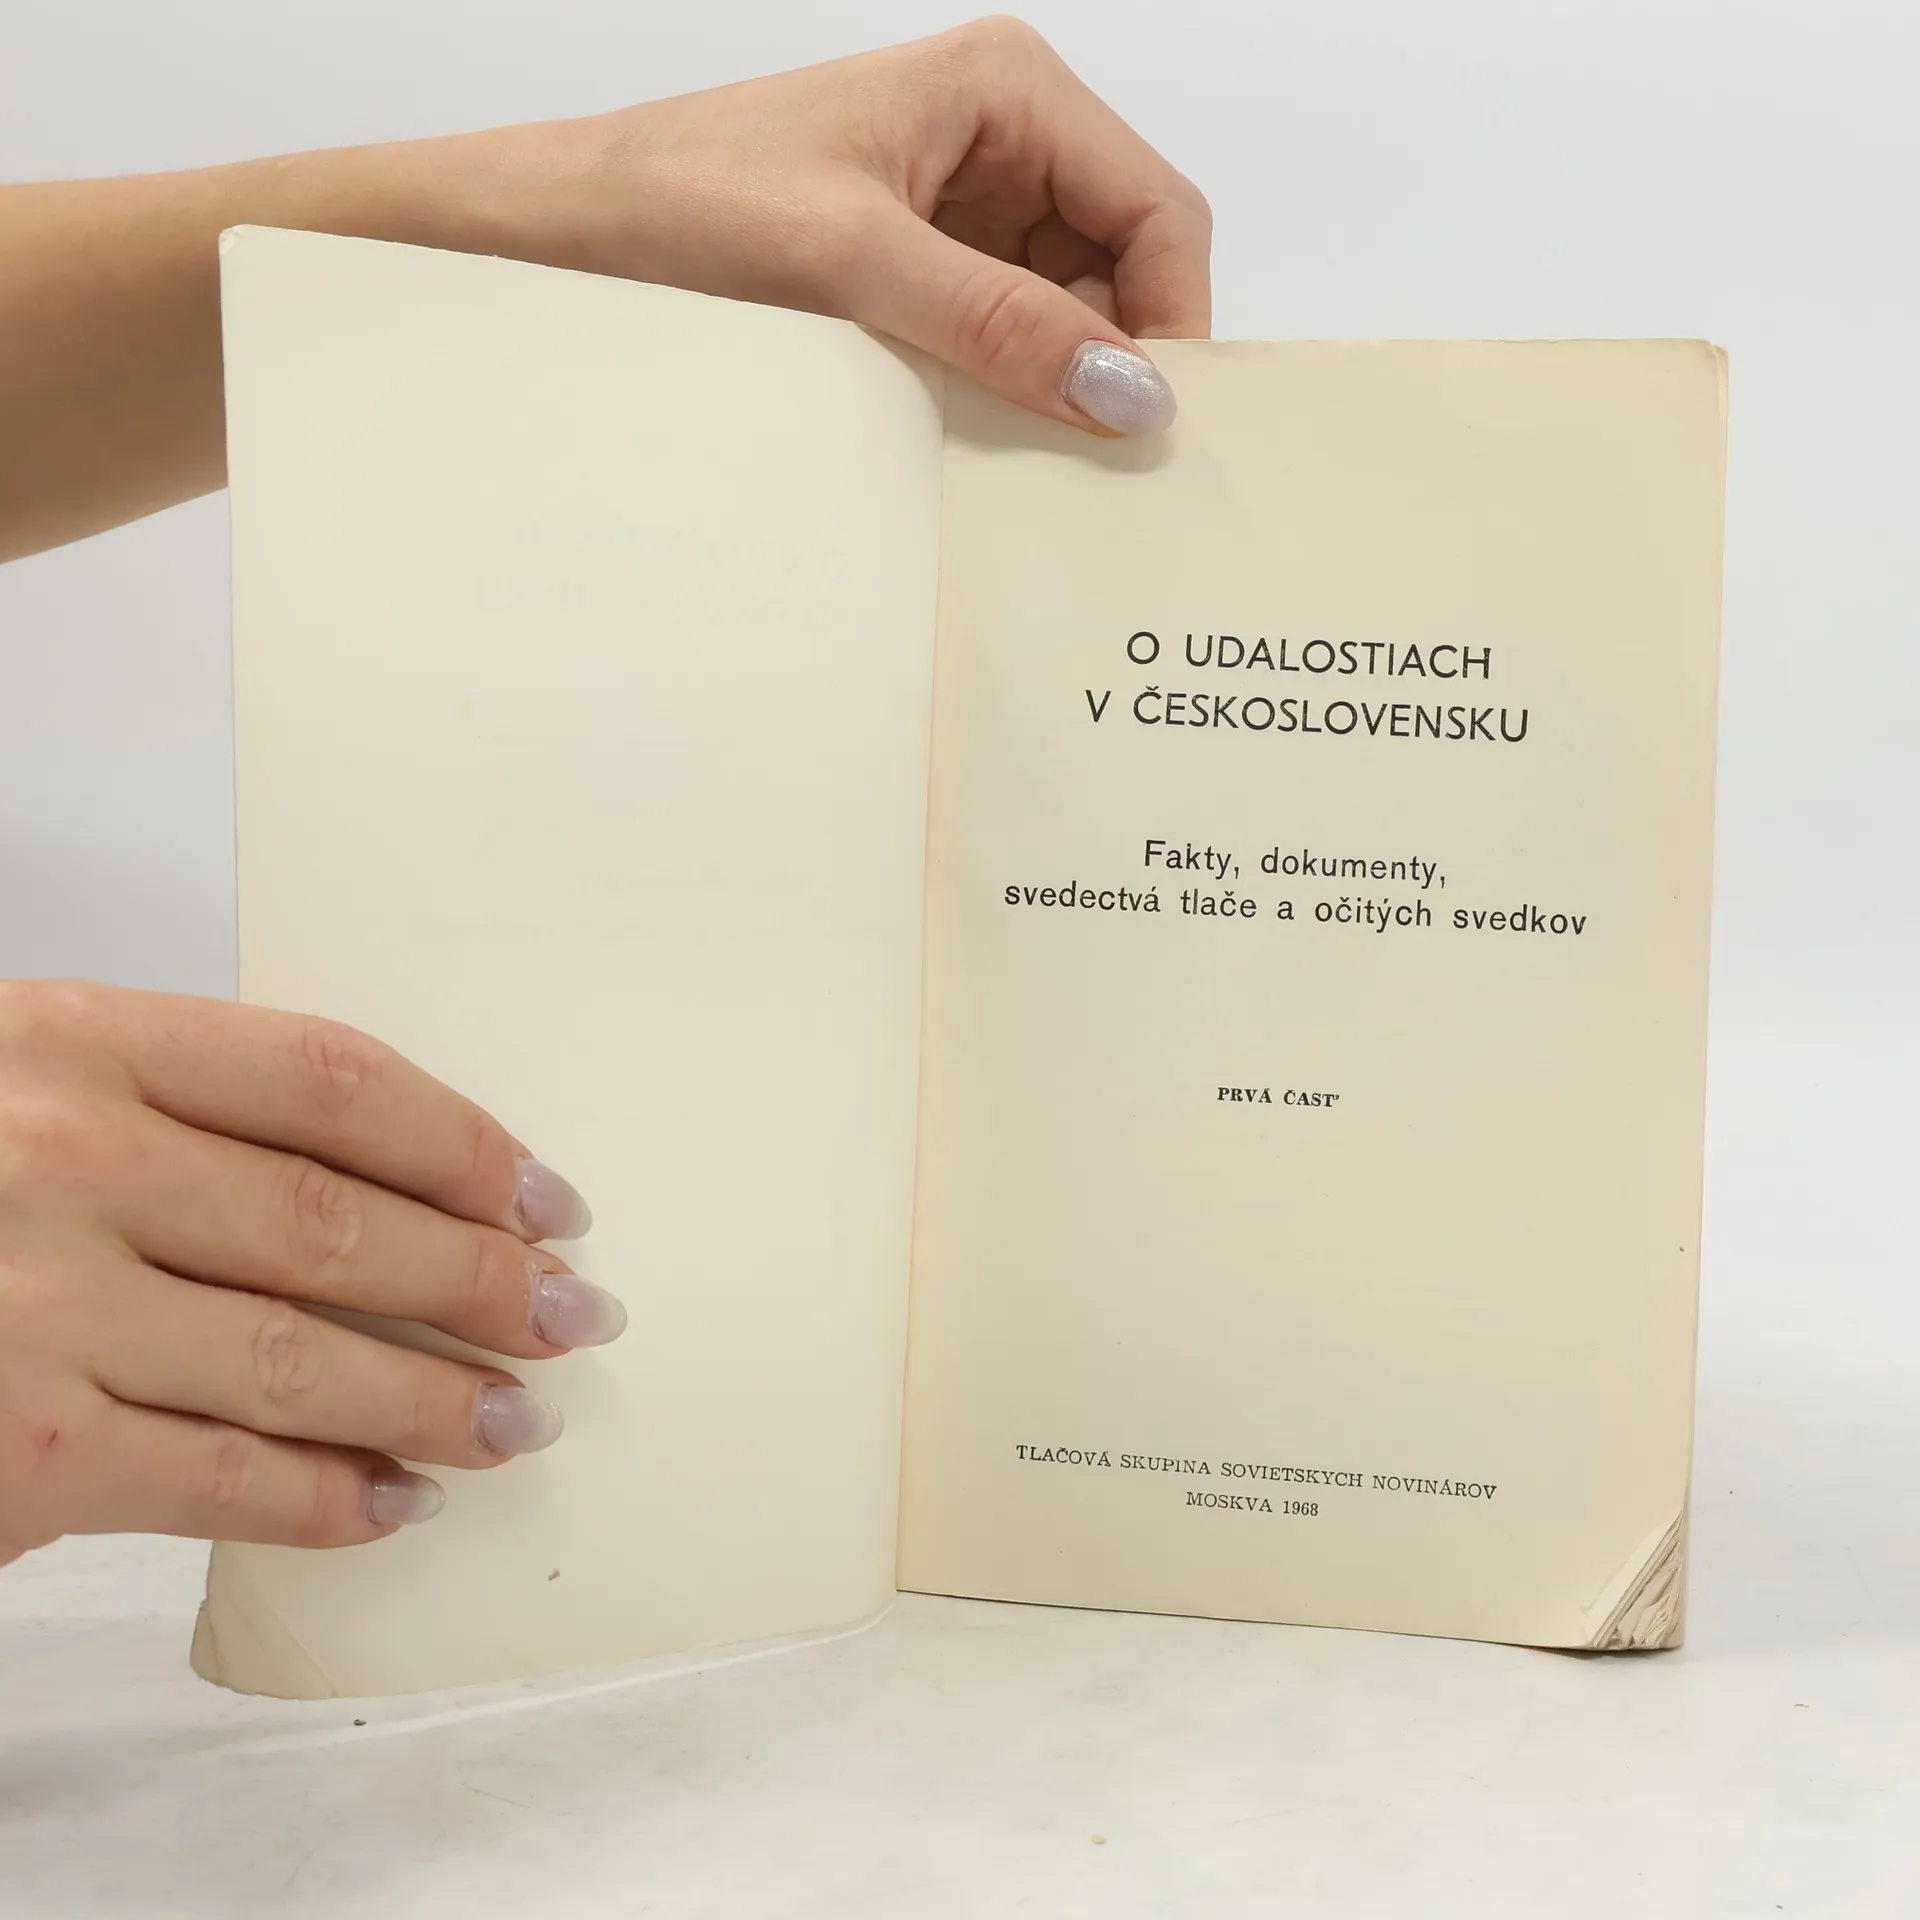 O UDALOSTIACH
V ČESKOSLOVENSKU
Fakty, dokumenty,
svedectvá tlače a očitých svedkov
PRVÁ ČASŤ
TLAČOVÁ SKUPINA SOVIETSKYCH NOVINÁROV
MOSKVA 1968